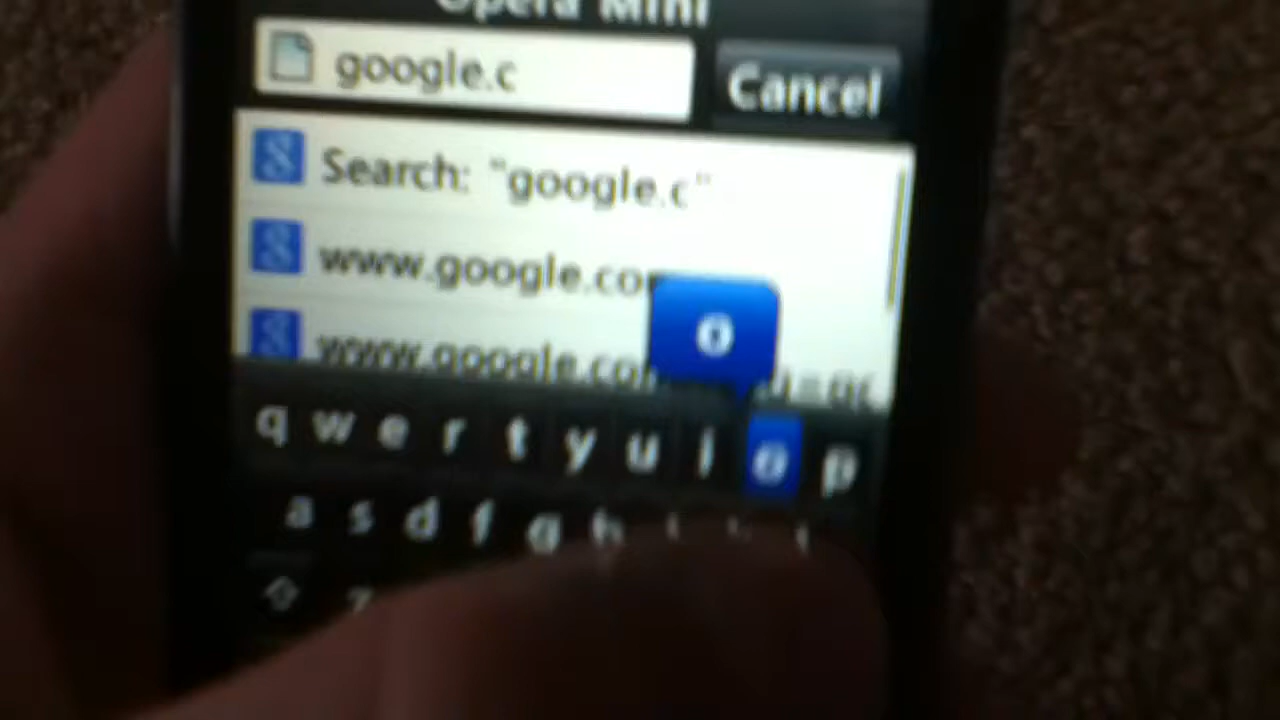 Opera Mini
google.c
Cancel
Search: "google.c"
www.google.co
www.google.co
o
q w e r t y u i o p
a s d f g h
z